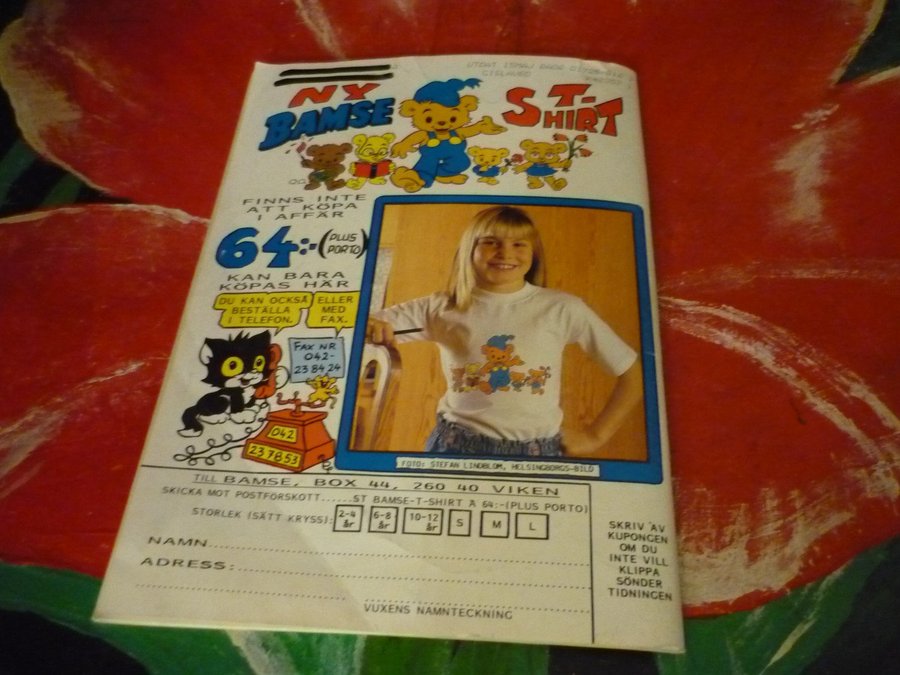 GISLAVED
NY
BAMSE
T-
SHIRT
FINNS INTE
ATT KÖPA
I AFFÄR
64:-(PLUS
PORTO)
KAN BARA
KÖPAS HÄR
DU KAN OCKSÅ
BESTÄLLA
I TELEFON.
ELLER
MED
FAX.
FAX NR
042-
23 84 24
042
23 78 53
FOTO: STEFAN LINDBLOM, HELSINGBORGS-BILD
TILL BAMSE, BOX 44, 260 40 VIKEN
SKICKA MOT POSTFÖRSKOTT......ST BAMSE-T-SHIRT A 64:-(PLUS PORTO)
STORLEK (SÄTT KRYSS): 2-4 år 6-8 år 10-12 år S M L
NAMN
ADRESS:
VUXENS NAMNTECKNING
SKRIV AV
KUPONGEN
OM DU
INTE VILL
KLIPPA
SÖNDER
TIDNINGEN